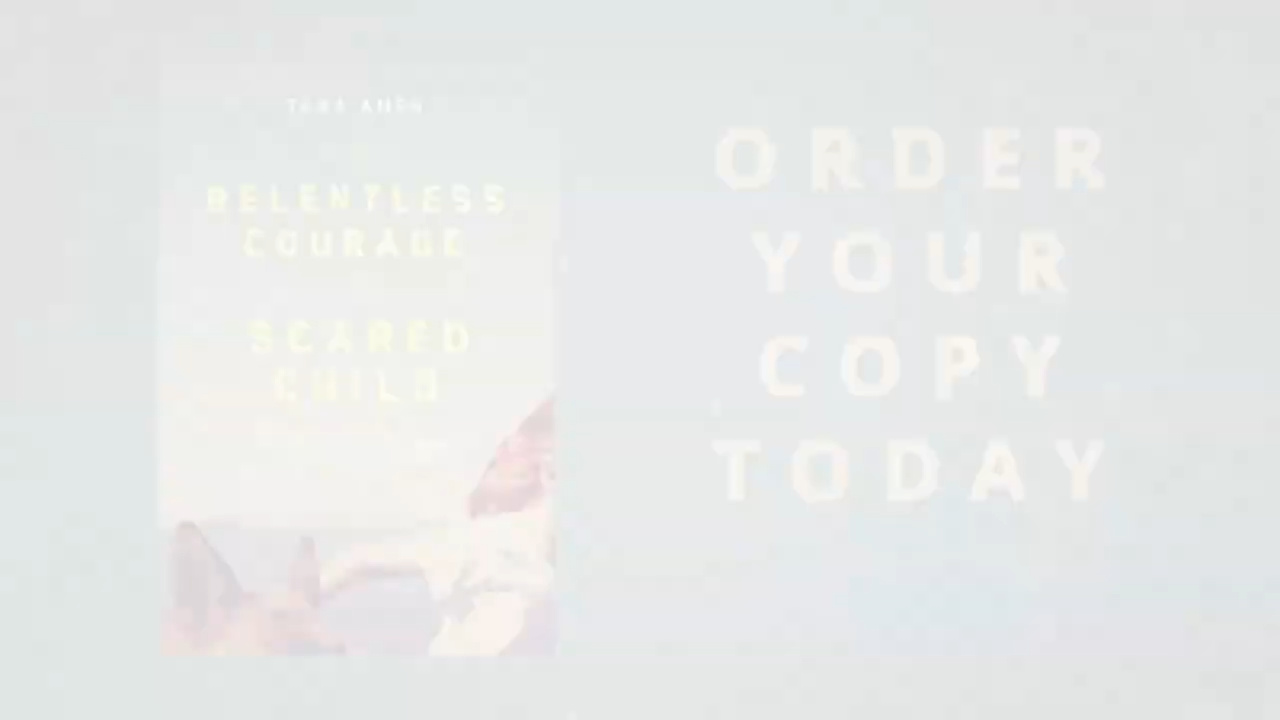 RELENTLESS
COURAGE
SCARED
CHILD
ORDER
YOUR
COPY
TODAY